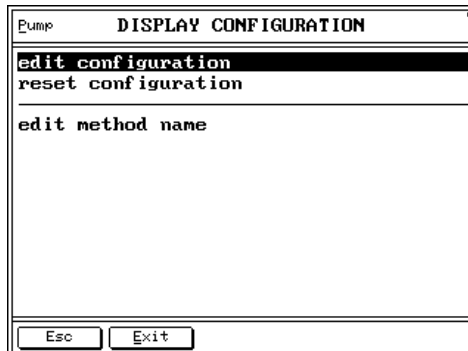 Pump DISPLAY CONFIGURATION
edit configuration
reset configuration
edit method name
Esc Exit